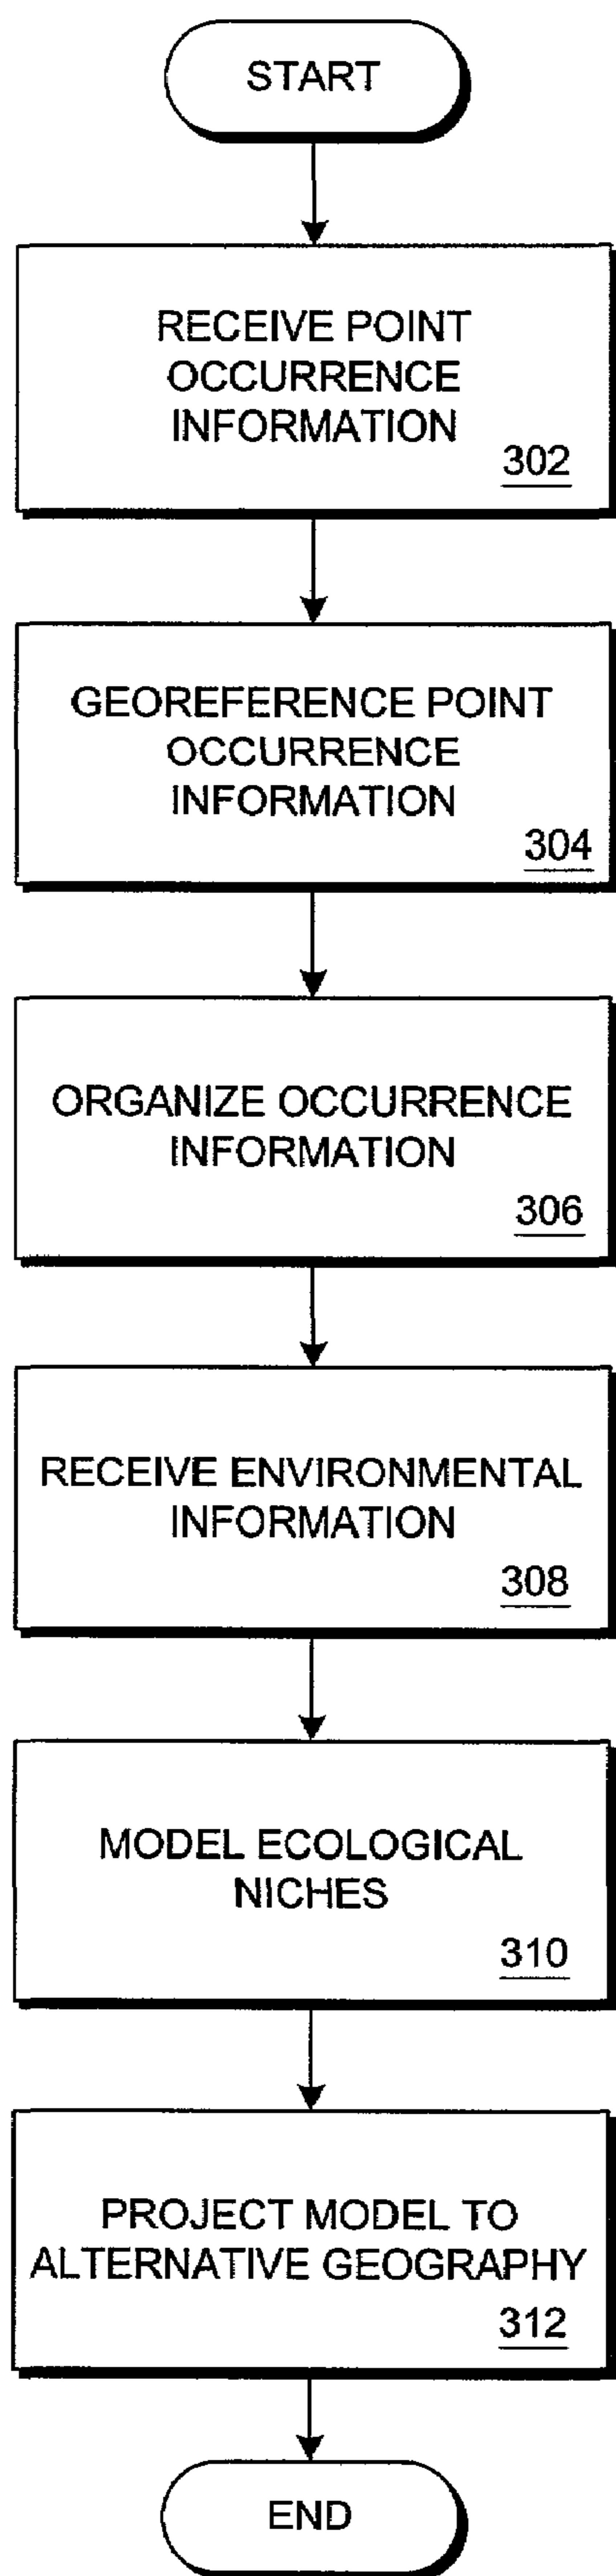 START
RECEIVE POINT
OCCURRENCE
INFORMATION
302
GEOREFERENCE POINT
OCCURRENCE
INFORMATION
304
ORGANIZE OCCURRENCE
INFORMATION
306
RECEIVE ENVIRONMENTAL
INFORMATION
308
MODEL ECOLOGICAL
NICHES
310
PROJECT MODEL TO
ALTERNATIVE GEOGRAPHY
312
END